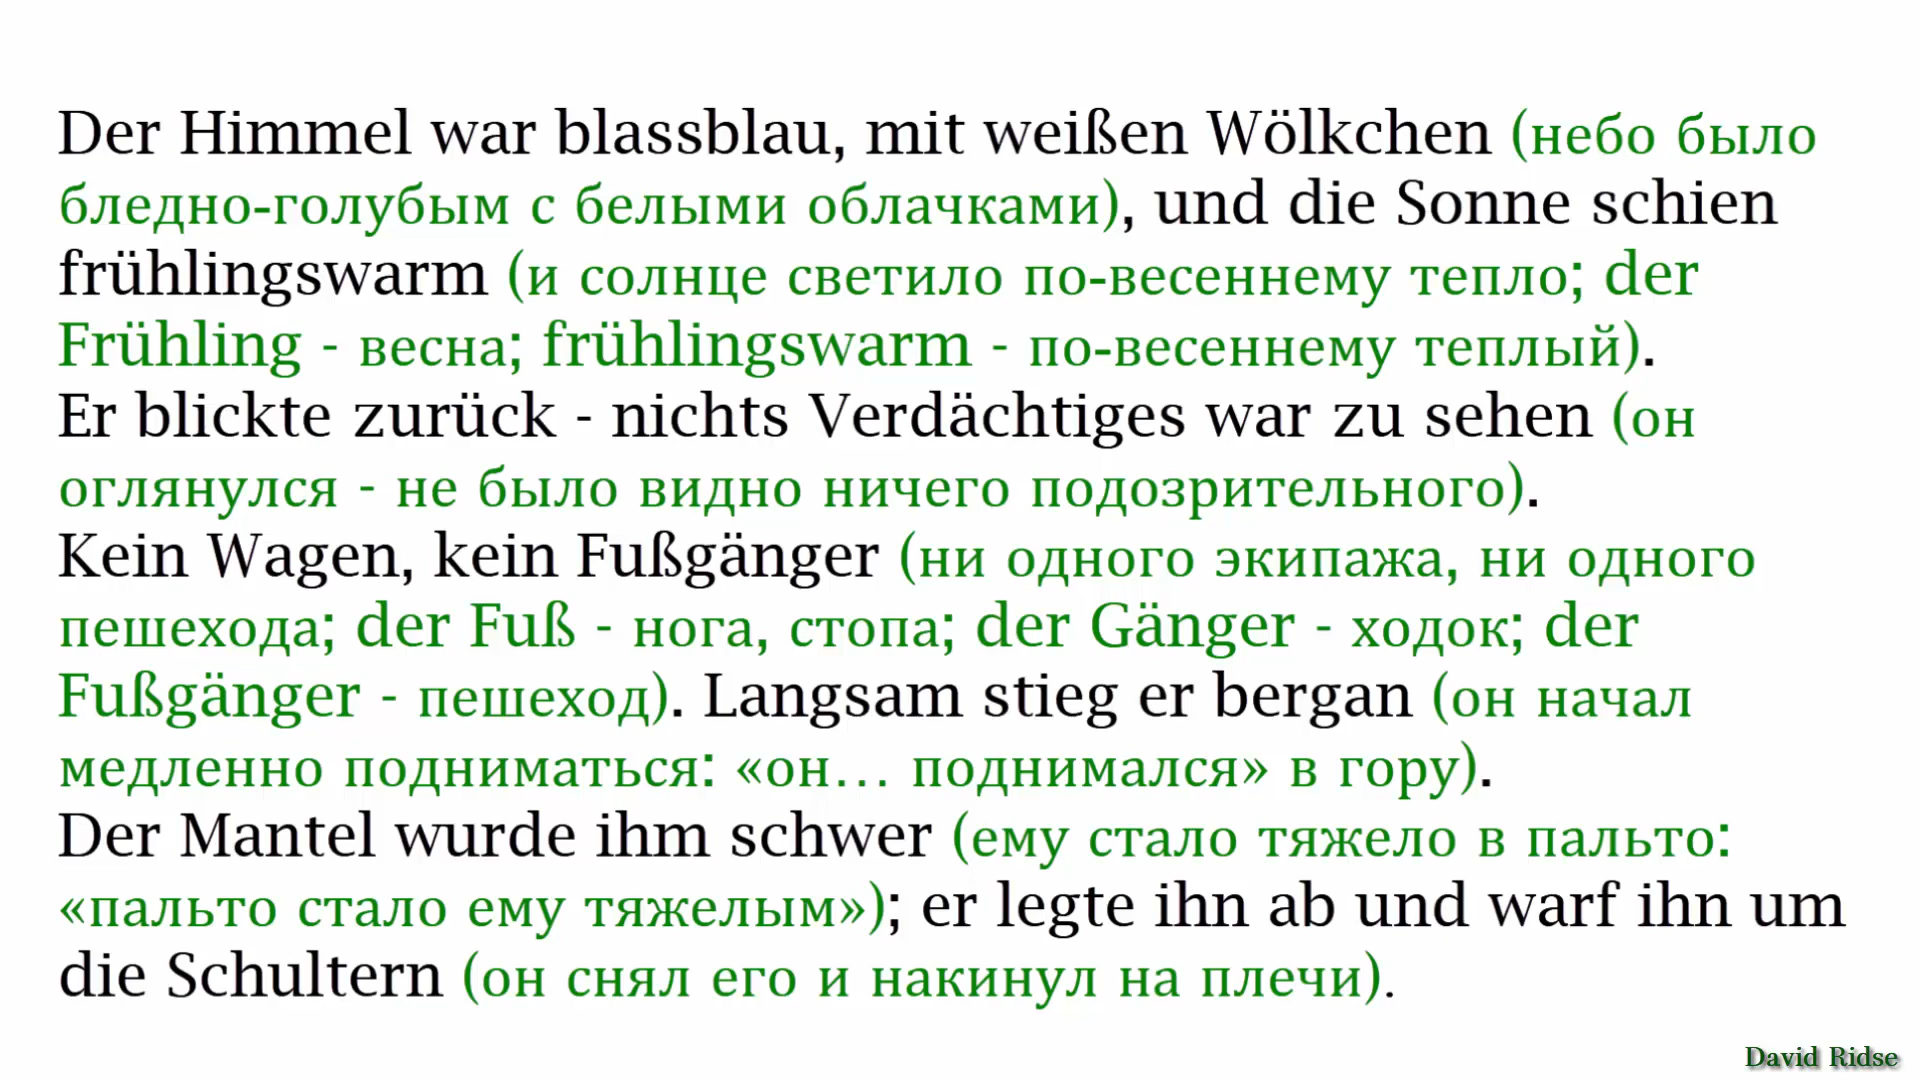 Der Himmel war blassblau, mit weißen Wölkchen (небо было
бледно-голубым с белыми облачками), und die Sonne schien
frühlingswarm (и солнце светило по-весеннему тепло; der
Frühling - весна; frühlingswarm - по-весеннему теплый).
Er blickte zurück - nichts Verdächtiges war zu sehen (он
оглянулся - не было видно ничего подозрительного).
Kein Wagen, kein Fußgänger (ни одного экипажа, ни одного
пешехода; der Fuß - нога, стопа; der Gänger - ходок; der
Fußgänger - пешеход). Langsam stieg er bergan (он начал
медленно подниматься: «он… поднимался» в гору).
Der Mantel wurde ihm schwer (ему стало тяжело в пальто:
«пальто стало ему тяжелым»); er legte ihn ab und warf ihn um
die Schultern (он снял его и накинул на плечи).
David Ridse